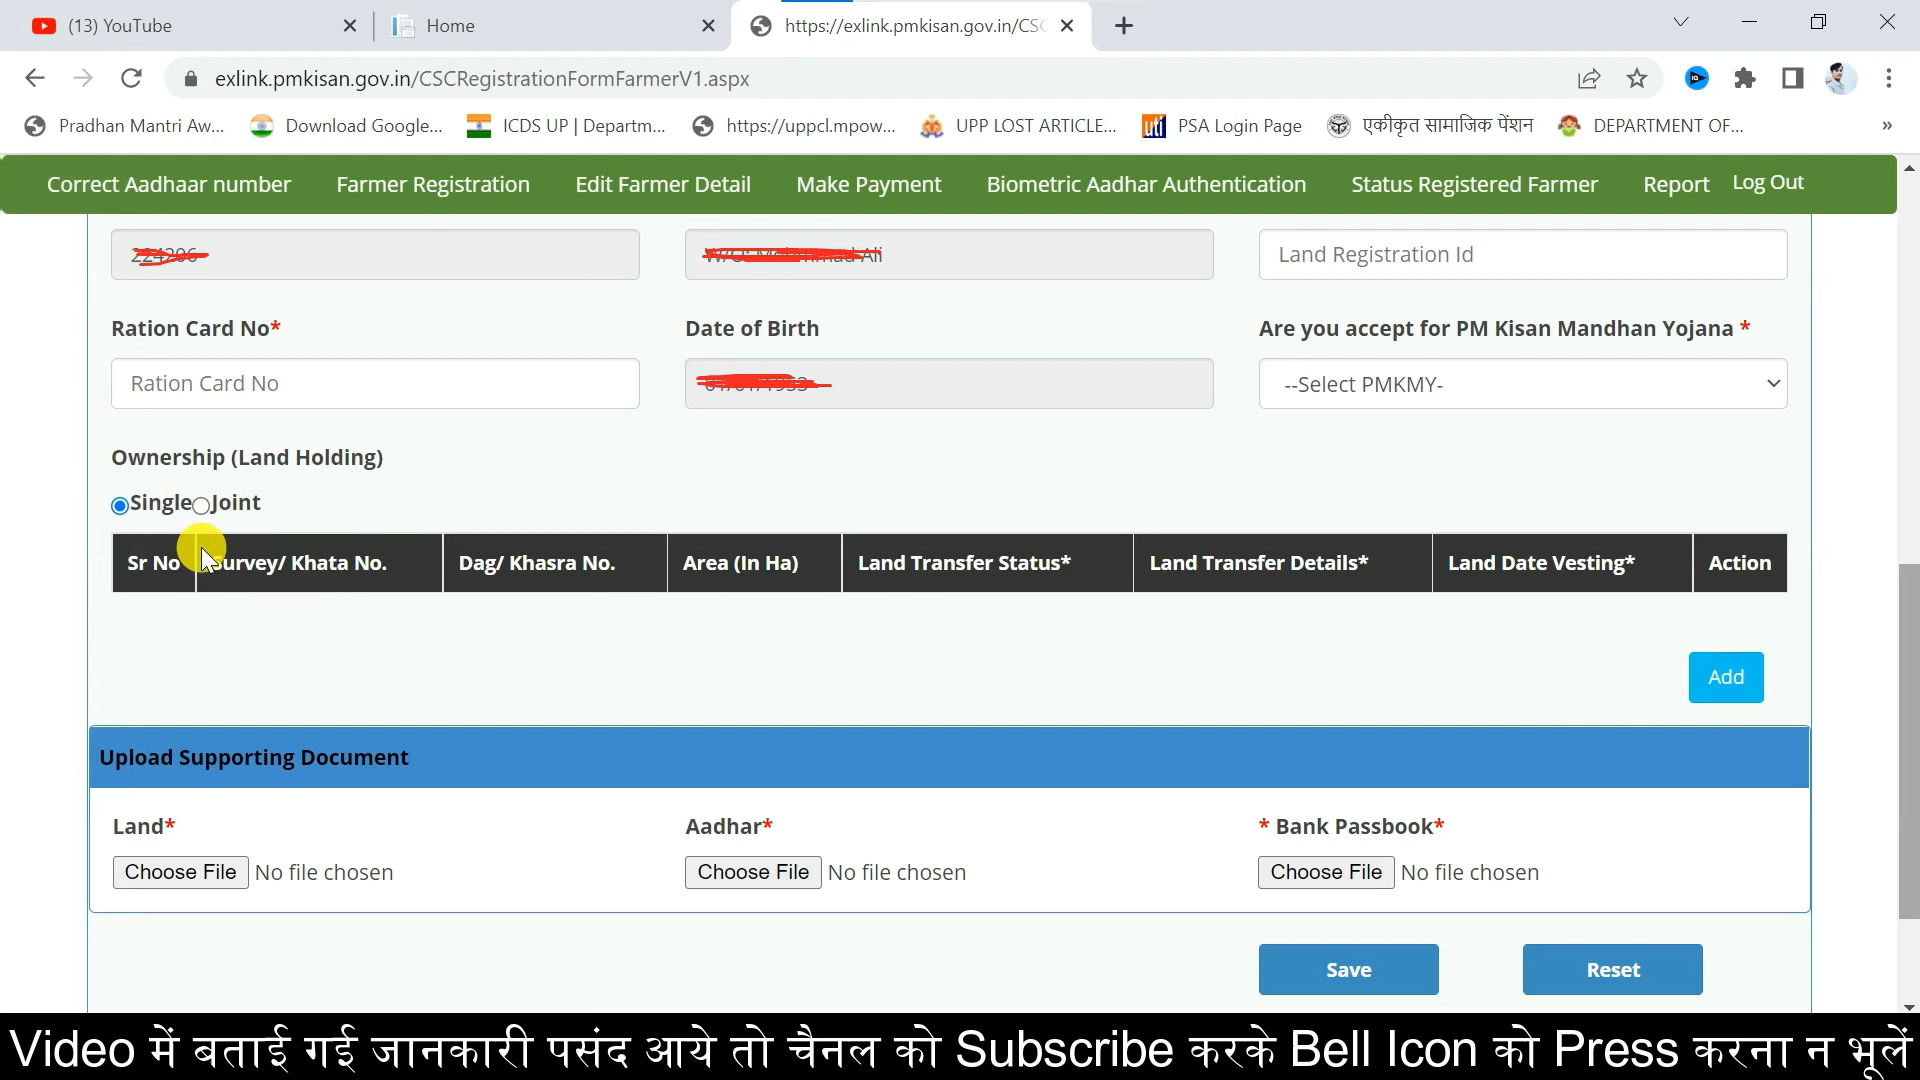 (13) YouTube
Home
https://exlink.pmkisan.gov.in/CSC
exlink.pmkisan.gov.in/CSCRegistrationFormFarmerV1.aspx
Pradhan Mantri Aw... Download Google... ICDS UP | Departm... https://uppcl.mpow... UPP LOST ARTICLE... uti PSA Login Page एकीकृत सामाजिक पेंशन DEPARTMENT OF... »
Correct Aadhaar number Farmer Registration Edit Farmer Detail Make Payment Biometric Aadhar Authentication Status Registered Farmer Report Log Out
Land Registration Id
Ration Card No* Date of Birth Are you accept for PM Kisan Mandhan Yojana *
Ration Card No --Select PMKMY-
Ownership (Land Holding)
Single Joint
Sr No Survey/ Khata No. Dag/ Khasra No. Area (In Ha) Land Transfer Status* Land Transfer Details* Land Date Vesting* Action
Add
Upload Supporting Document
Land* Aadhar* * Bank Passbook*
Choose File No file chosen Choose File No file chosen Choose File No file chosen
Save Reset
Video में बताई गई जानकारी पसंद आये तो चैनल को Subscribe करके Bell Icon को Press करना न भूलें